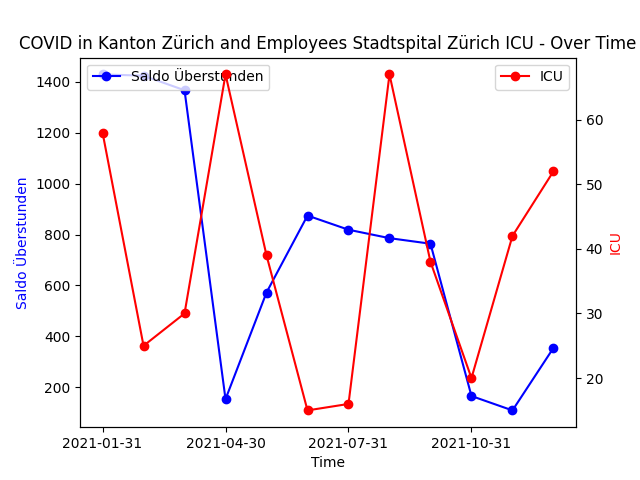 COVID in Kanton Zürich and Employees Stadtspital Zürich ICU - Over Time
Saldo Überstunden
ICU
1400
1200
1000
800
600
400
200
Saldo Überstunden
60
50
40
30
20
ICU
2021-01-31
2021-04-30
2021-07-31
2021-10-31
Time